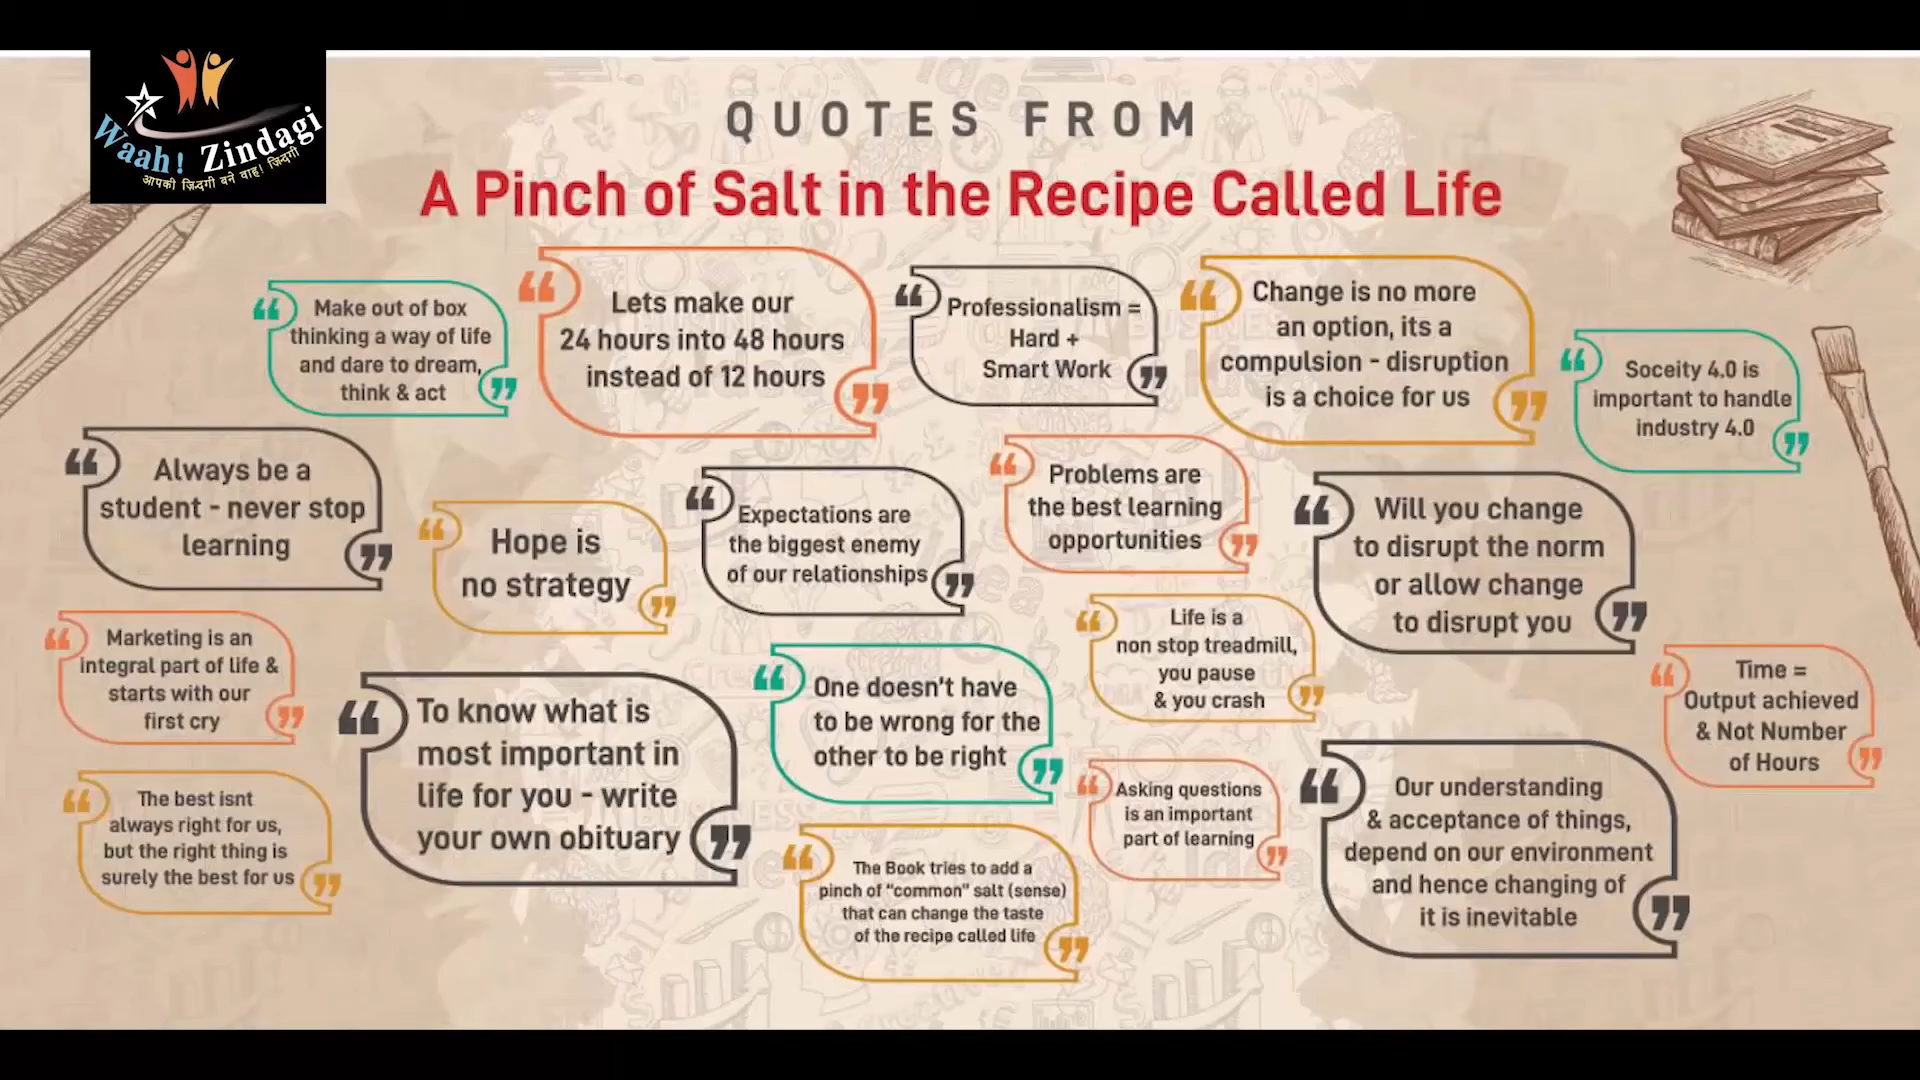 Waah! Zindagi
आपकी ज़िन्दगी बने वाह! ज़िन्दगी
QUOTES FROM
A Pinch of Salt in the Recipe Called Life
Make out of box
thinking a way of life
and dare to dream,
think & act
Lets make our
24 hours into 48 hours
instead of 12 hours
Professionalism =
Hard +
Smart Work
Change is no more
an option, its a
compulsion - disruption
is a choice for us
Soceity 4.0 is
important to handle
industry 4.0
Always be a
student - never stop
learning
Hope is
no strategy
Expectations are
the biggest enemy
of our relationships
Problems are
the best learning
opportunities
Will you change
to disrupt the norm
or allow change
to disrupt you
Marketing is an
integral part of life &
starts with our
first cry
To know what is
most important in
life for you - write
your own obituary
One doesn't have
to be wrong for the
other to be right
Life is a
non stop treadmill,
you pause
& you crash
Time =
Output achieved
& Not Number
of Hours
The best isnt
always right for us,
but the right thing is
surely the best for us
The Book tries to add a
pinch of "common" salt (sense)
that can change the taste
of the recipe called life
Asking questions
is an important
part of learning
Our understanding
& acceptance of things,
depend on our environment
and hence changing of
it is inevitable